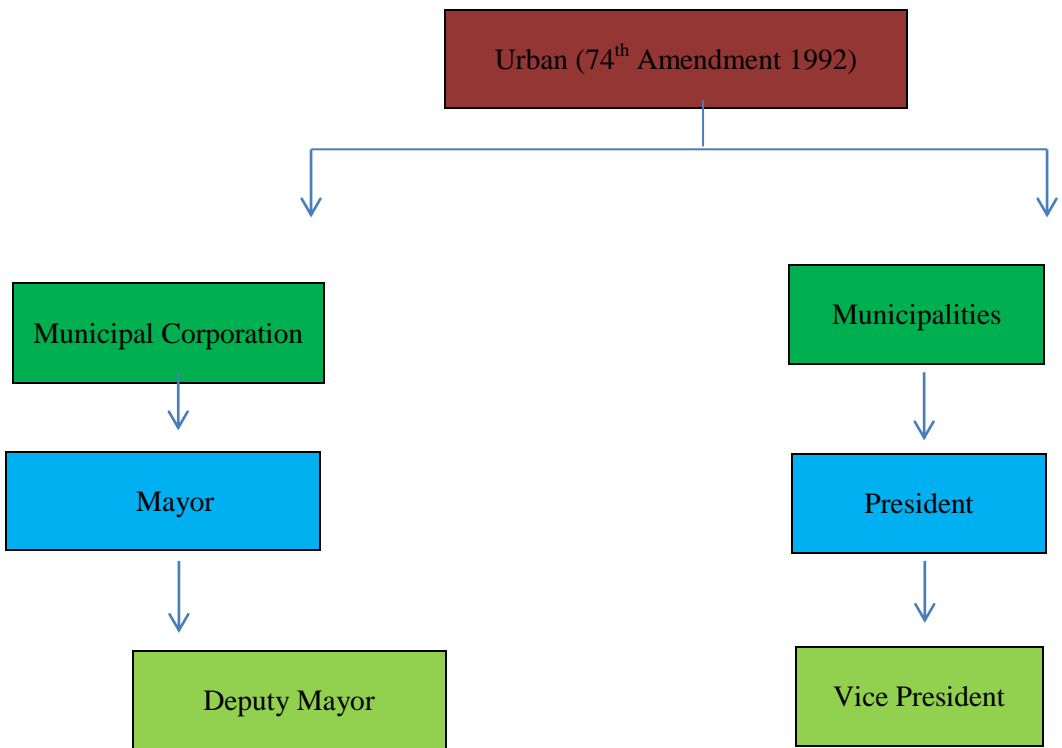 Urban (74th Amendment 1992)
Municipal Corporation
Municipalities
Mayor
President
Deputy Mayor
Vice President